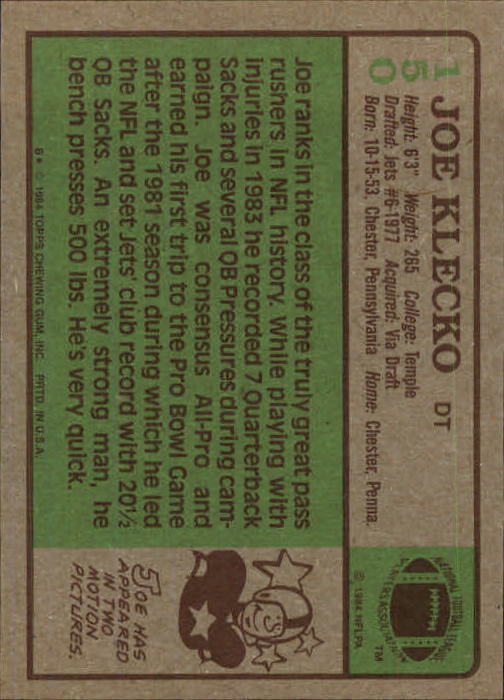 150
JOE KLECKO DT
Height: 6'3" Weight: 265 College: Temple
Drafted: Jets #6-1977 Acquired: Via Draft
Born: 10-15-53, Chester, Pennsylvania Home: Chester, Penna.
NATIONAL FOOTBALL LEAGUE
PLAYERS ASSOCIATION
TM
© 1984 NFLPA
Joe ranks in the class of the truly great pass
rushers in NFL history. While playing with
injuries in 1983 he recorded 7 Quarterback
Sacks and several QB Pressures during cam-
paign. Joe was consensus All-Pro and
earned his first trip to the Pro Bowl Game
after the 1981 season during which he led
the NFL and set Jets' club record with 20½
QB Sacks. An extremely strong man, he
bench presses 500 lbs. He's very quick.
JOE HAS
APPEARED
IN TWO
MOTION
PICTURES.
© 1984 TOPPS CHEWING GUM, INC. PRTD. IN U.S.A.